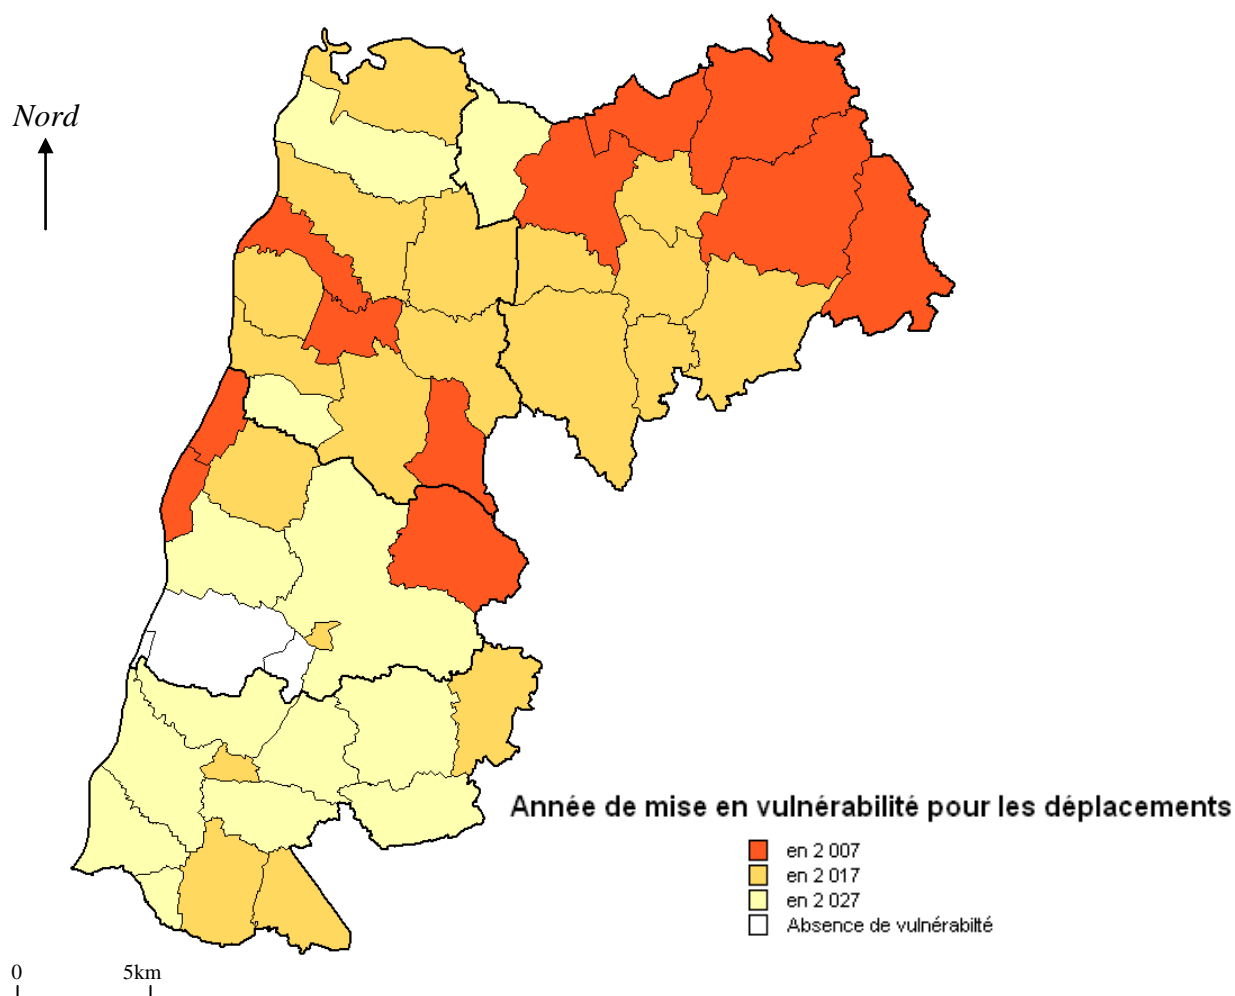 Nord
Année de mise en vulnérabilité pour les déplacements
en 2 007
en 2 017
en 2 027
Absence de vulnérabilté
0 5km